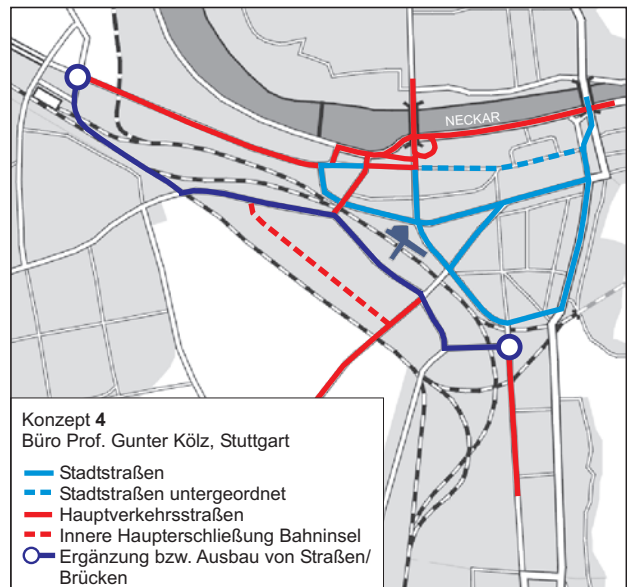 NECKAR
Konzept 4
Büro Prof. Gunter Kölz, Stuttgart
Stadtstraßen
Stadtstraßen untergeordnet
Hauptverkehrsstraßen
Innere Haupterschließung Bahninsel
Ergänzung bzw. Ausbau von Straßen/
Brücken